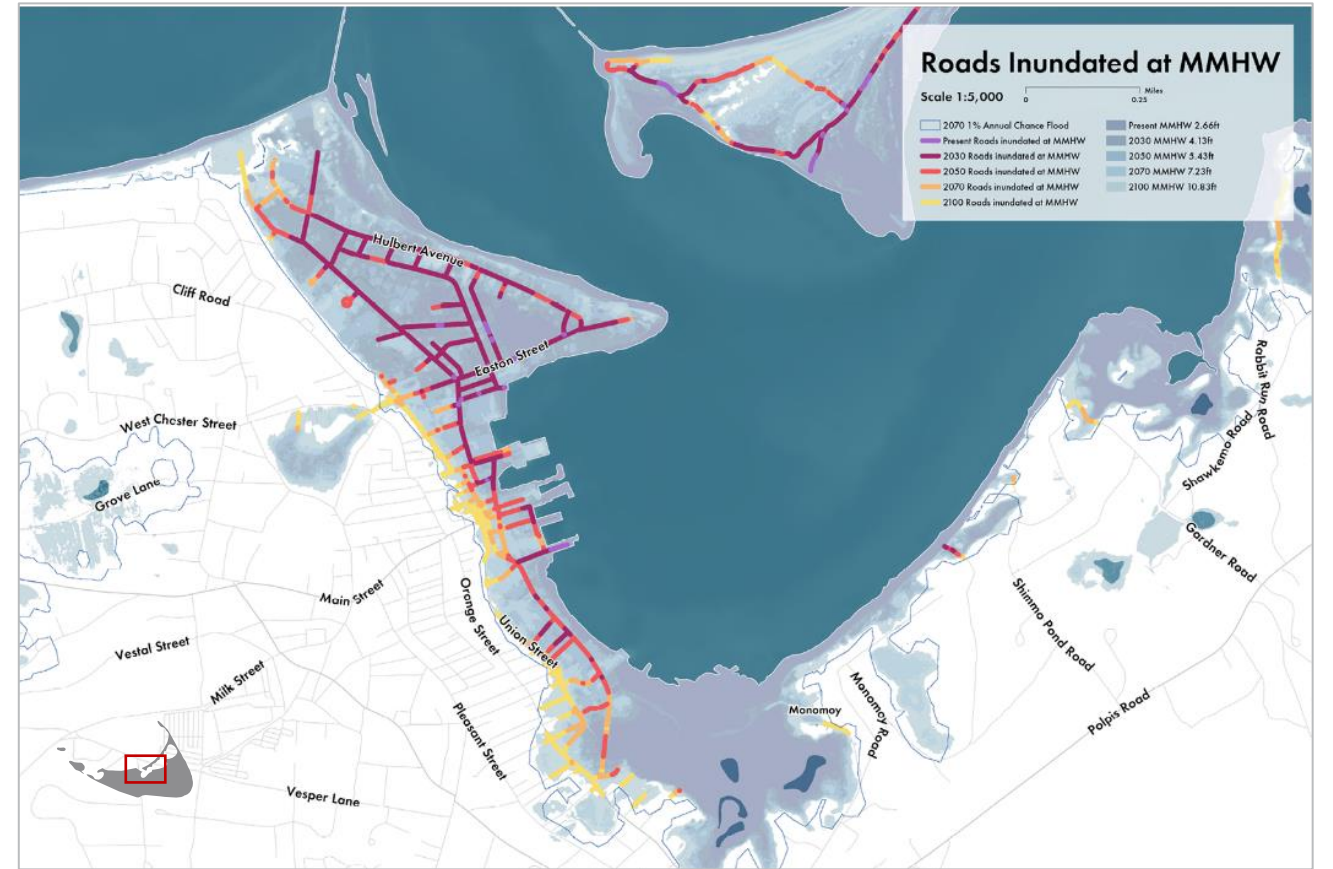 Roads Inundated at MMHW
Scale 1:5,000
Miles
0
0.25
2070 1% Annual Chance Flood
Present Roads inundated at MMHW
2030 Roads inundated at MMHW
2050 Roads inundated at MMHW
2070 Roads inundated at MMHW
2100 Roads inundated at MMHW
Present MMHW 2.66ft
2030 MMHW 4.13ft
2050 MMHW 5.43ft
2070 MMHW 7.23ft
2100 MMHW 10.83ft
Hulbert Avenue
Cliff Road
Easton Street
Rabbit Run Road
West Chester Street
Shawkemo Road
Grove Lane
Gardner Road
Main Street
Orange Street
Shimmo Pond Road
Union Street
Vestal Street
Milk Street
Monomoy Road
Monomoy
Polpis Road
Pleasant Street
Vesper Lane